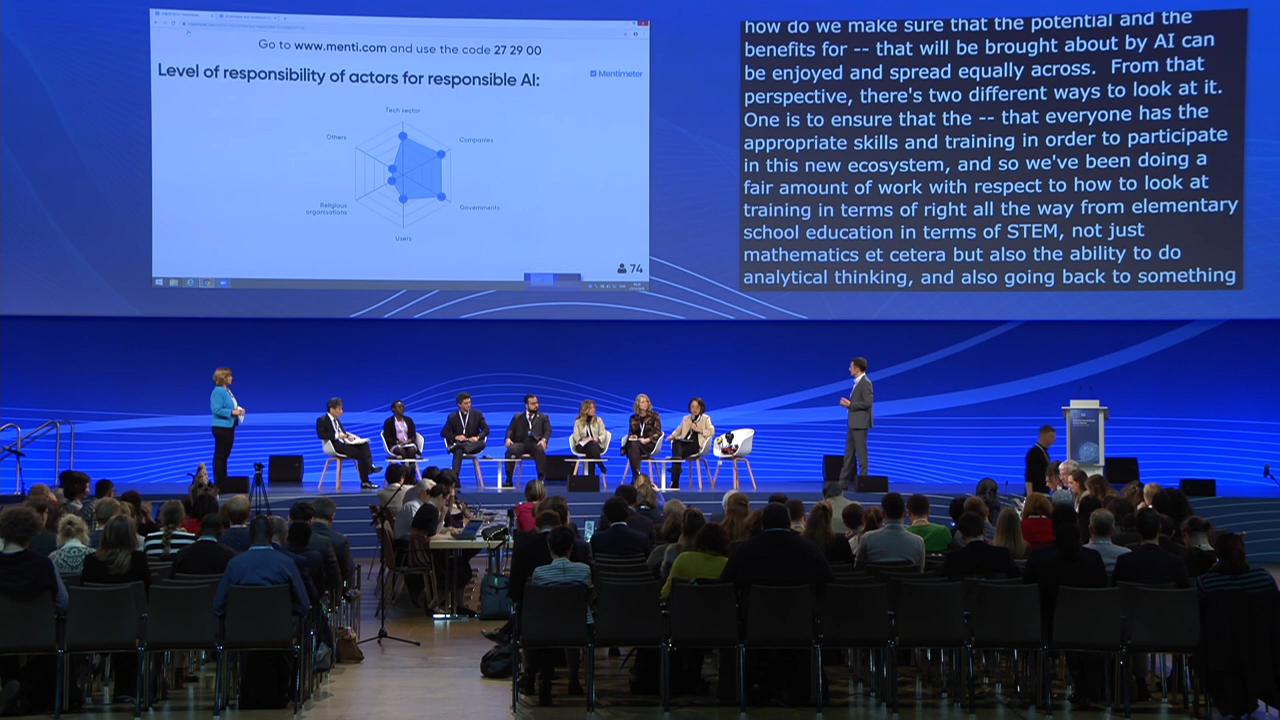 Go to www.menti.com and use the code 27 29 00
Level of responsibility of actors for responsible AI:
Mentimeter
Tech sector
Others
Companies
Religious
organisations
Governments
Users
74
how do we make sure that the potential and the
benefits for -- that will be brought about by AI can
be enjoyed and spread equally across.  From that
perspective, there's two different ways to look at it.
One is to ensure that the -- that everyone has the
appropriate skills and training in order to participate
in this new ecosystem, and so we've been doing a
fair amount of work with respect to how to look at
training in terms of right all the way from elementary
school education in terms of STEM, not just
mathematics et cetera but also the ability to do
analytical thinking, and also going back to something